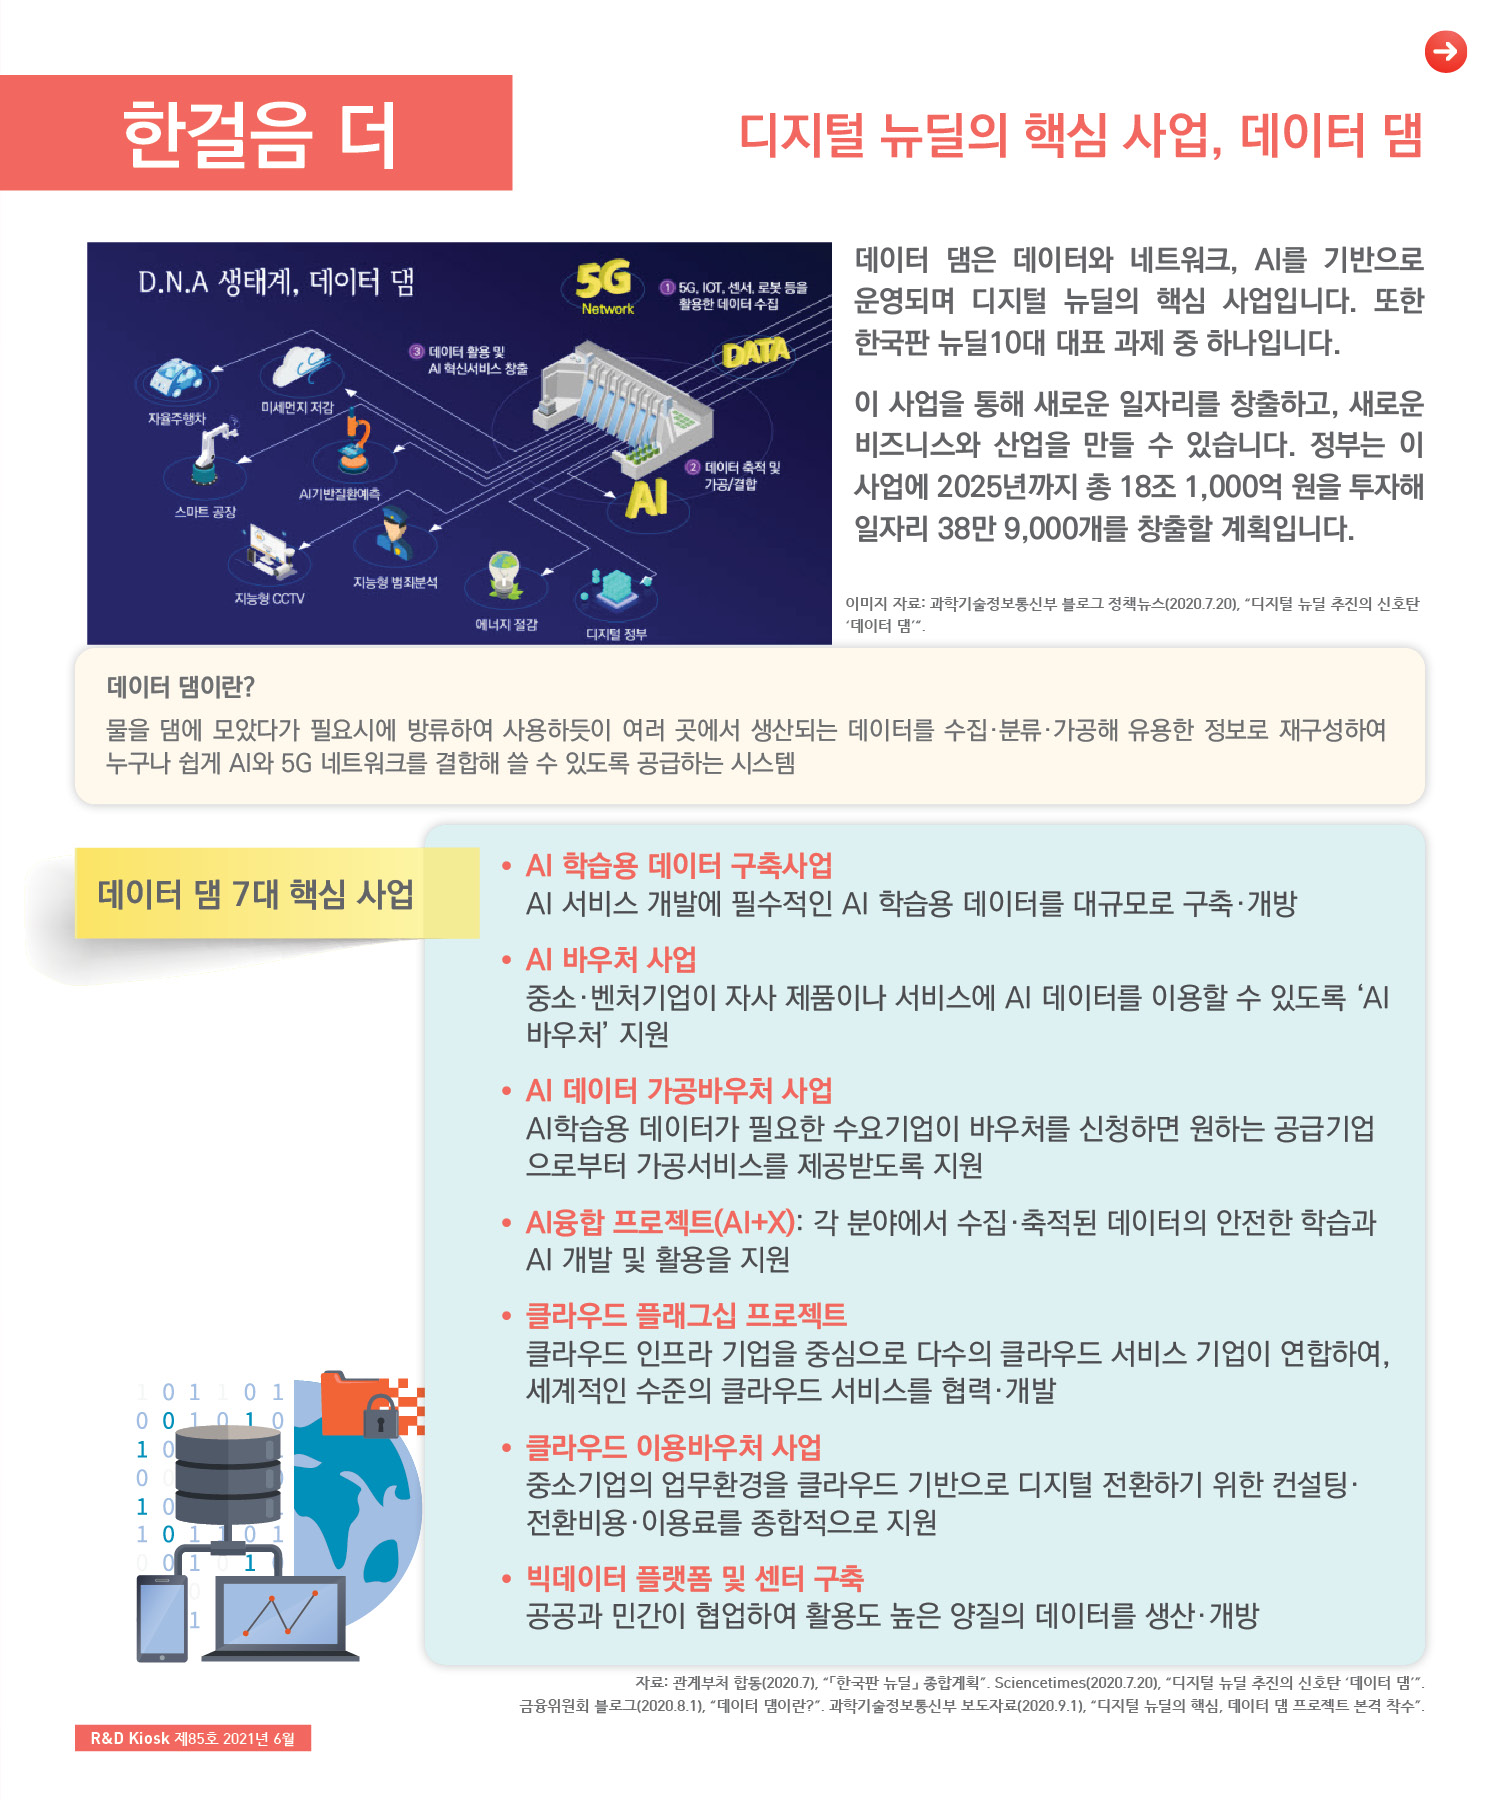 한걸음 더
디지털 뉴딜의 핵심 사업, 데이터 댐
D.N.A 생태계, 데이터 댐
5G
Network
1 5G, IOT, 센서, 로봇 등을
활용한 데이터 수집
DATA
3 데이터 활용 및
AI 혁신서비스 창출
2 데이터 축적 및
가공/결합
AI
자율주행차
미세먼지 저감
스마트 공장
AI기반질환예측
지능형 CCTV
지능형 범죄분석
에너지 절감
디지털 정부
데이터 댐은 데이터와 네트워크, AI를 기반으로
운영되며 디지털 뉴딜의 핵심 사업입니다. 또한
한국판 뉴딜10대 대표 과제 중 하나입니다.
이 사업을 통해 새로운 일자리를 창출하고, 새로운
비즈니스와 산업을 만들 수 있습니다. 정부는 이
사업에 2025년까지 총 18조 1,000억 원을 투자해
일자리 38만 9,000개를 창출할 계획입니다.
이미지 자료: 과학기술정보통신부 블로그 정책뉴스(2020.7.20), “디지털 뉴딜 추진의 신호탄
‘데이터 댐’“.
데이터 댐이란?
물을 댐에 모았다가 필요시에 방류하여 사용하듯이 여러 곳에서 생산되는 데이터를 수집·분류·가공해 유용한 정보로 재구성하여
누구나 쉽게 AI와 5G 네트워크를 결합해 쓸 수 있도록 공급하는 시스템
데이터 댐 7대 핵심 사업
• AI 학습용 데이터 구축사업
AI 서비스 개발에 필수적인 AI 학습용 데이터를 대규모로 구축·개방
• AI 바우처 사업
중소·벤처기업이 자사 제품이나 서비스에 AI 데이터를 이용할 수 있도록 ‘AI
바우처’ 지원
• AI 데이터 가공바우처 사업
AI학습용 데이터가 필요한 수요기업이 바우처를 신청하면 원하는 공급기업
으로부터 가공서비스를 제공받도록 지원
• AI융합 프로젝트(AI+X): 각 분야에서 수집·축적된 데이터의 안전한 학습과
AI 개발 및 활용을 지원
• 클라우드 플래그십 프로젝트
클라우드 인프라 기업을 중심으로 다수의 클라우드 서비스 기업이 연합하여,
세계적인 수준의 클라우드 서비스를 협력·개발
• 클라우드 이용바우처 사업
중소기업의 업무환경을 클라우드 기반으로 디지털 전환하기 위한 컨설팅·
전환비용·이용료를 종합적으로 지원
• 빅데이터 플랫폼 및 센터 구축
공공과 민간이 협업하여 활용도 높은 양질의 데이터를 생산·개방
자료: 관계부처 합동(2020.7), “「한국판 뉴딜」 종합계획”. Sciencetimes(2020.7.20), “디지털 뉴딜 추진의 신호탄 ‘데이터 댐’”.
금융위원회 블로그(2020.8.1), “데이터 댐이란?”. 과학기술정보통신부 보도자료(2020.9.1), “디지털 뉴딜의 핵심, 데이터 댐 프로젝트 본격 착수”.
R&D Kiosk 제85호 2021년 6월